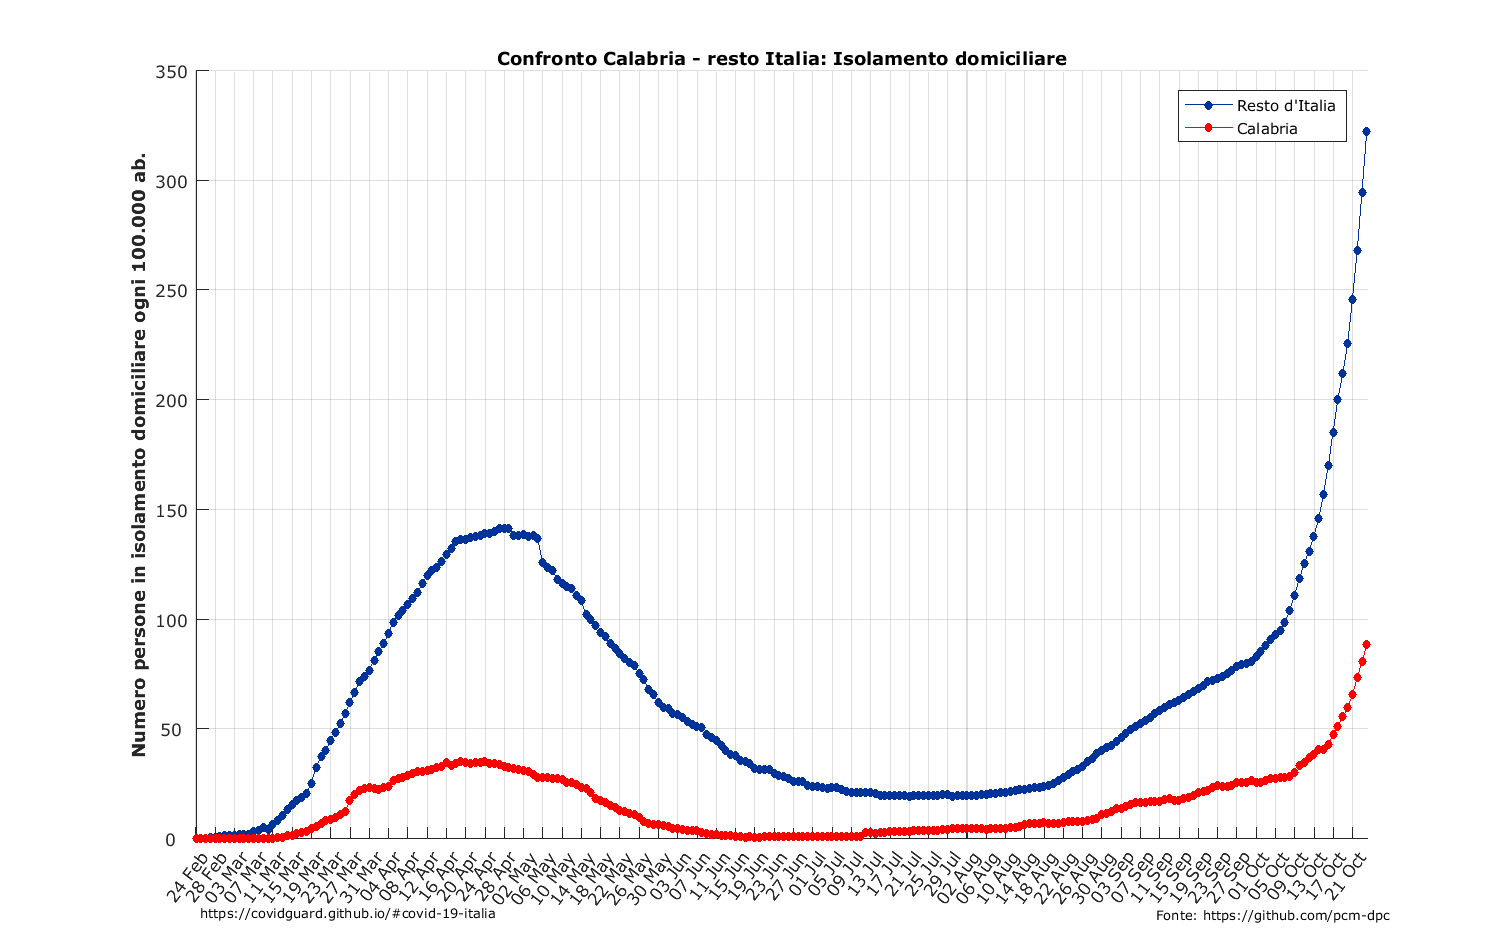 Confronto Calabria - resto Italia: Isolamento domiciliare
Numero persone in isolamento domiciliare ogni 100.000 ab.
350
300
250
200
150
100
50
0
Resto d'Italia
Calabria
24 Feb
28 Feb
03 Mar
07 Mar
11 Mar
15 Mar
19 Mar
23 Mar
27 Mar
31 Mar
04 Apr
08 Apr
12 Apr
16 Apr
20 Apr
24 Apr
28 Apr
02 May
06 May
10 May
14 May
18 May
22 May
26 May
30 May
03 Jun
07 Jun
11 Jun
15 Jun
19 Jun
23 Jun
27 Jun
01 Jul
05 Jul
09 Jul
13 Jul
17 Jul
21 Jul
25 Jul
29 Jul
02 Aug
06 Aug
10 Aug
14 Aug
18 Aug
22 Aug
26 Aug
30 Aug
03 Sep
07 Sep
11 Sep
15 Sep
19 Sep
23 Sep
27 Sep
01 Oct
05 Oct
09 Oct
13 Oct
17 Oct
21 Oct
https://covidguard.github.io/#covid-19-italia
Fonte: https://github.com/pcm-dpc